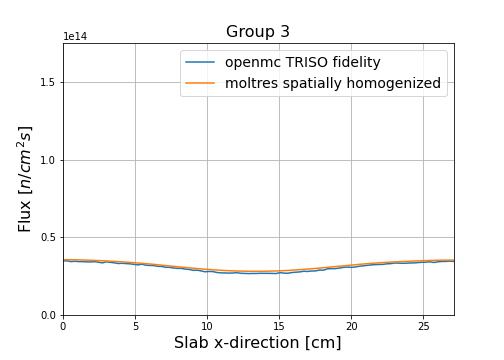 Group 3
1e14
openmc TRISO fidelity
moltres spatially homogenized
1.5
1.0
0.5
0.0
Flux [n/cm²s]
0 5 10 15 20 25
Slab x-direction [cm]